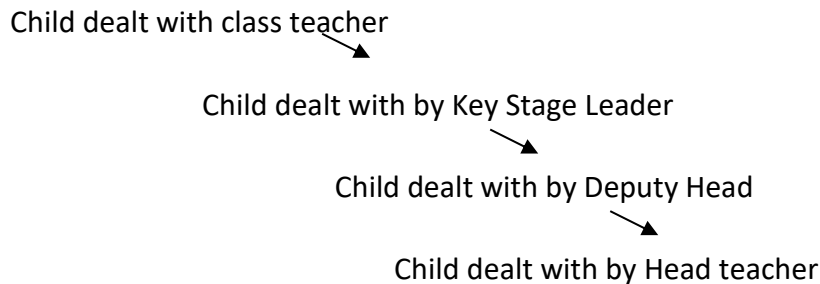 Child dealt with class teacher
Child dealt with by Key Stage Leader
Child dealt with by Deputy Head
Child dealt with by Head teacher